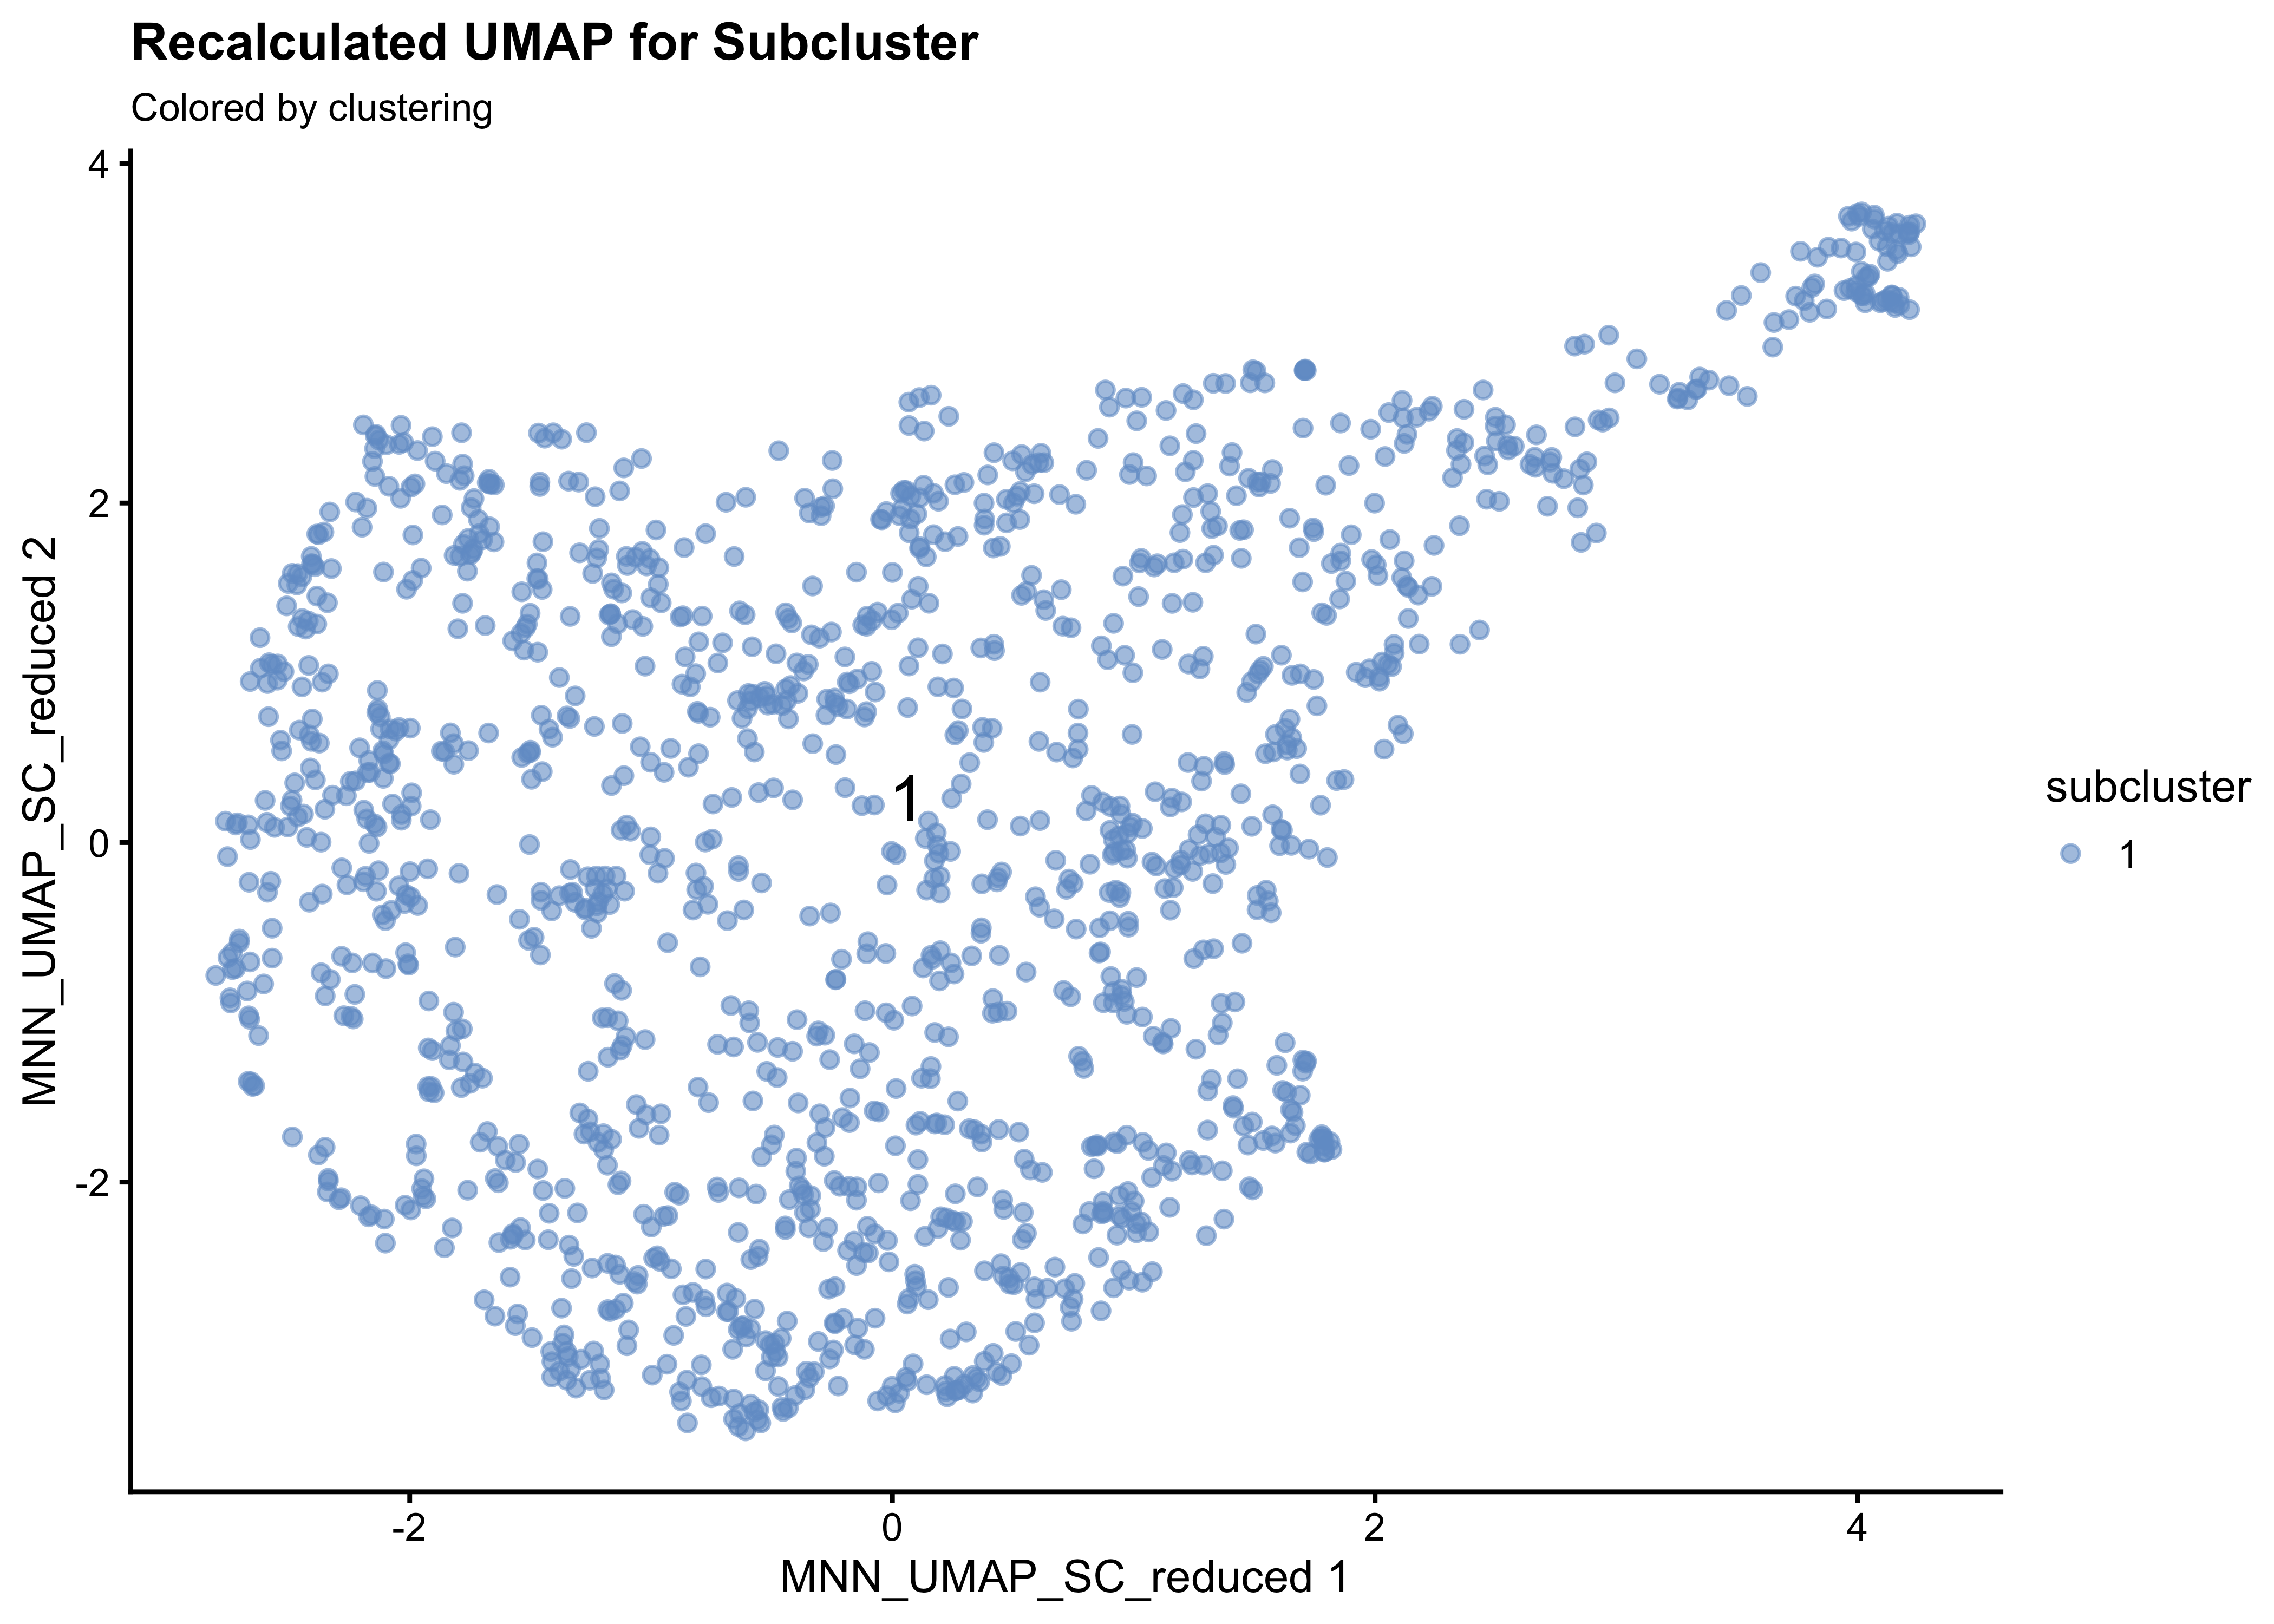 Recalculated UMAP for Subcluster
Colored by clustering
MNN_UMAP_SC_reduced 2
4
2
0
-2
1
subcluster
1
-2
0
2
4
MNN_UMAP_SC_reduced 1